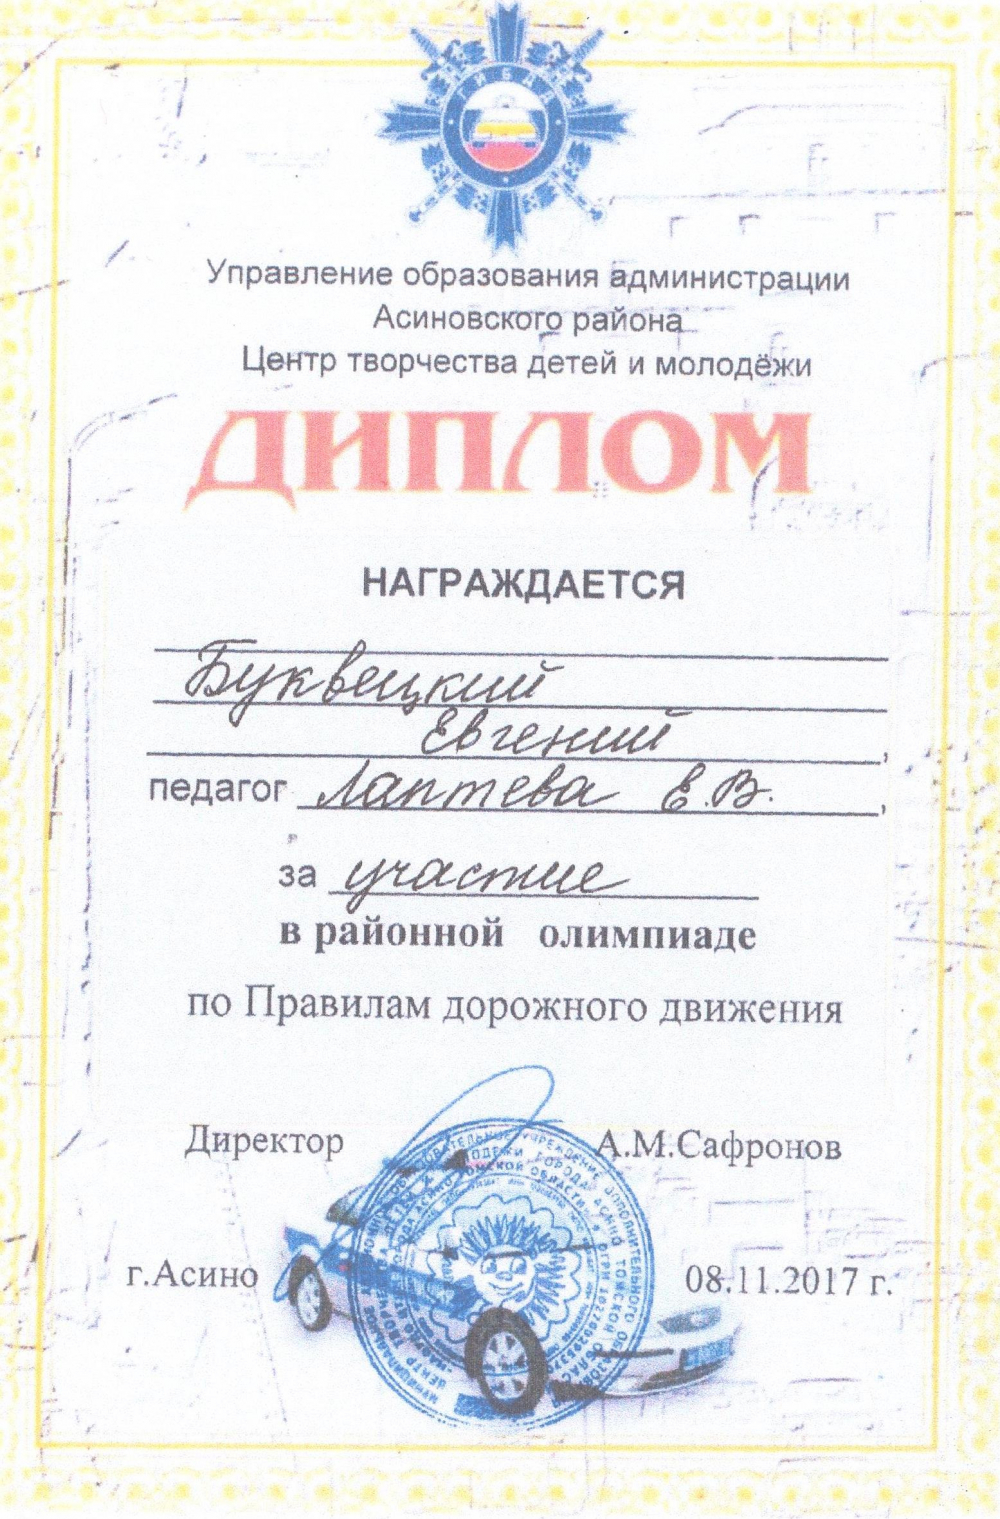 ГИБДД
Управление образования администрации
Асиновского района
Центр творчества детей и молодёжи
ДИПЛОМ
НАГРАЖДАЕТСЯ
Буквецкий
Евгений,
педагог Лаптева Е.В.,
за участие
в районной олимпиаде
по Правилам дорожного движения
Директор А.М.Сафронов
г.Асино 08.11.2017 г.